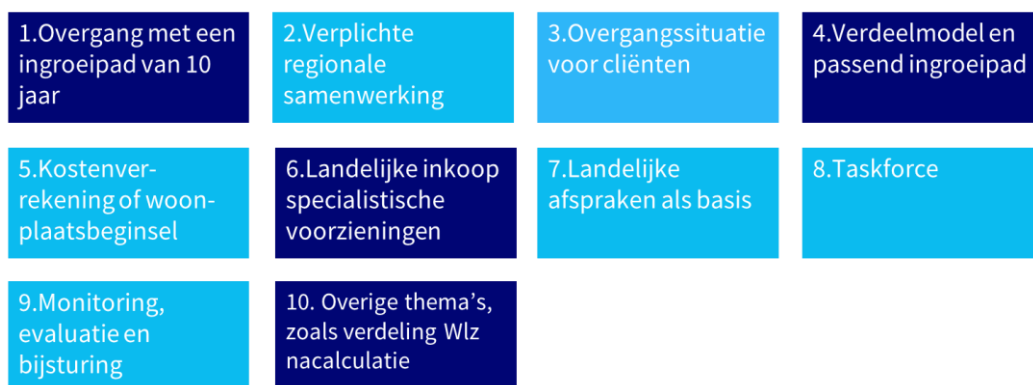 1.Overgang met een
ingroeipad van 10
jaar
2.Verplichte
regionale
samenwerking
3.Overgangssituatie
voor cliënten
4.Verdeelmodel en
passend ingroeipad
5.Kostenver-
rekening of woon-
plaatsbeginsel
6.Landelijke inkoop
specialistische
voorzieningen
7.Landelijke
afspraken als basis
8.Taskforce
9.Monitoring,
evaluatie en
bijsturing
10. Overige thema’s,
zoals verdeling Wlz
nacalculatie